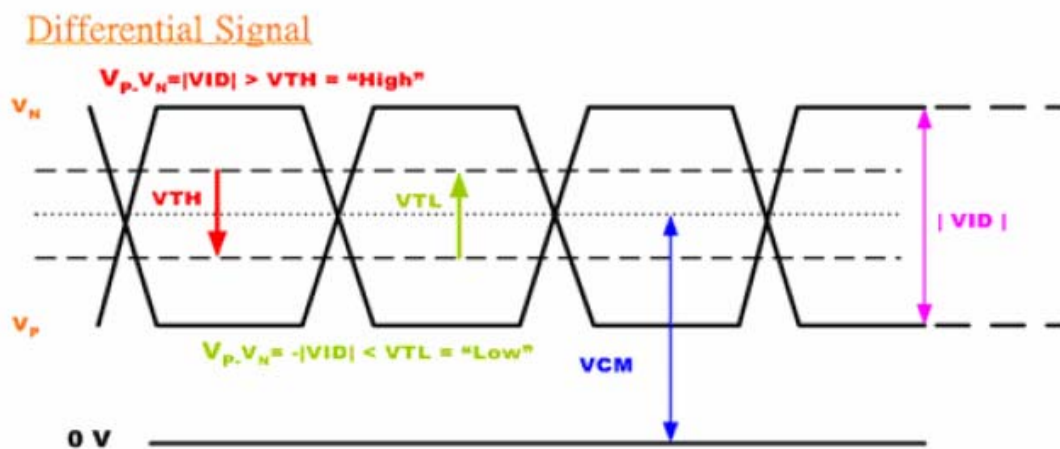 Differential Signal
VP-VN=|VID| > VTH = “High”
VN
VTH
VTL
| VID |
VP
VP-VN= -|VID| < VTL = “Low”
VCM
0 V